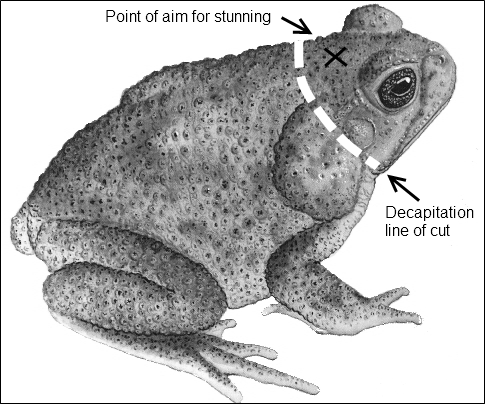 Point of aim for stunning
Decapitation
line of cut